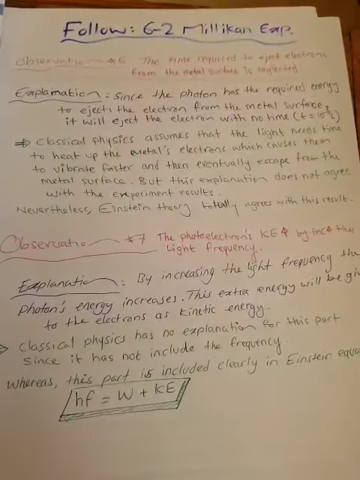 Follow: 6-2 Millikan Exp.
Observation *6 The time required to eject electrons
from the metal surface is neglected
Explanation: Since the photon has the required energy
to eject the electron from the metal surface,
it will eject the electron with no time
⇒ Classical physics assumes that the light needs time
to heat up the metal's electrons which causes them
to vibrate faster and then eventually escape from the
metal surface. But this explanation does not agree
with the experiment results.
Nevertheless, Einstein theory totally agree with this result.
Observation *7 The photoelectron's KE↑ by inc↑ the
Light frequency.
Explanation: By increasing the light frequency the
photon's energy increases. This extra energy will be
to the electrons as kinetic energy.
Classical physics has no explanation for this part
since it has not include the frequency.
whereas, this part is included clearly in Einstein
hf = W + KE